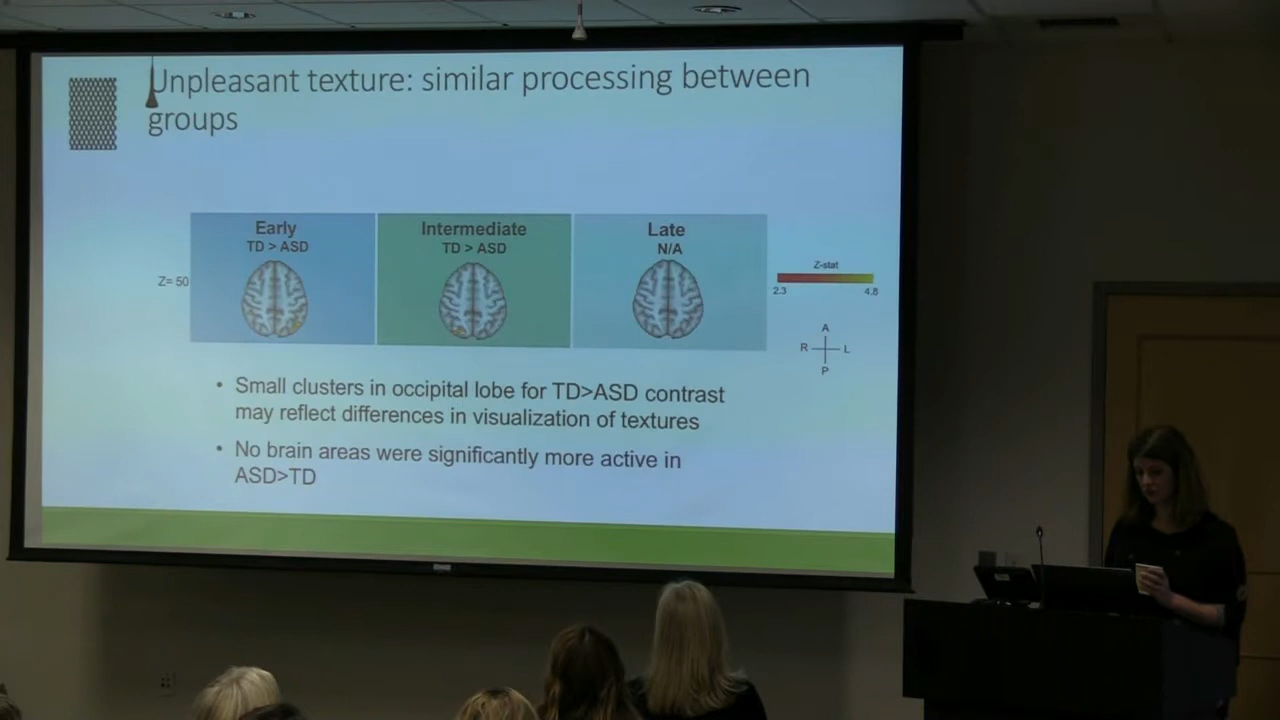 Unpleasant texture: similar processing between
groups
Early
TD > ASD
Intermediate
TD > ASD
Late
N/A
Z= 50
Z-stat
2.3 4.8
A
R L
P
• Small clusters in occipital lobe for TD>ASD contrast
may reflect differences in visualization of textures
• No brain areas were significantly more active in
ASD>TD